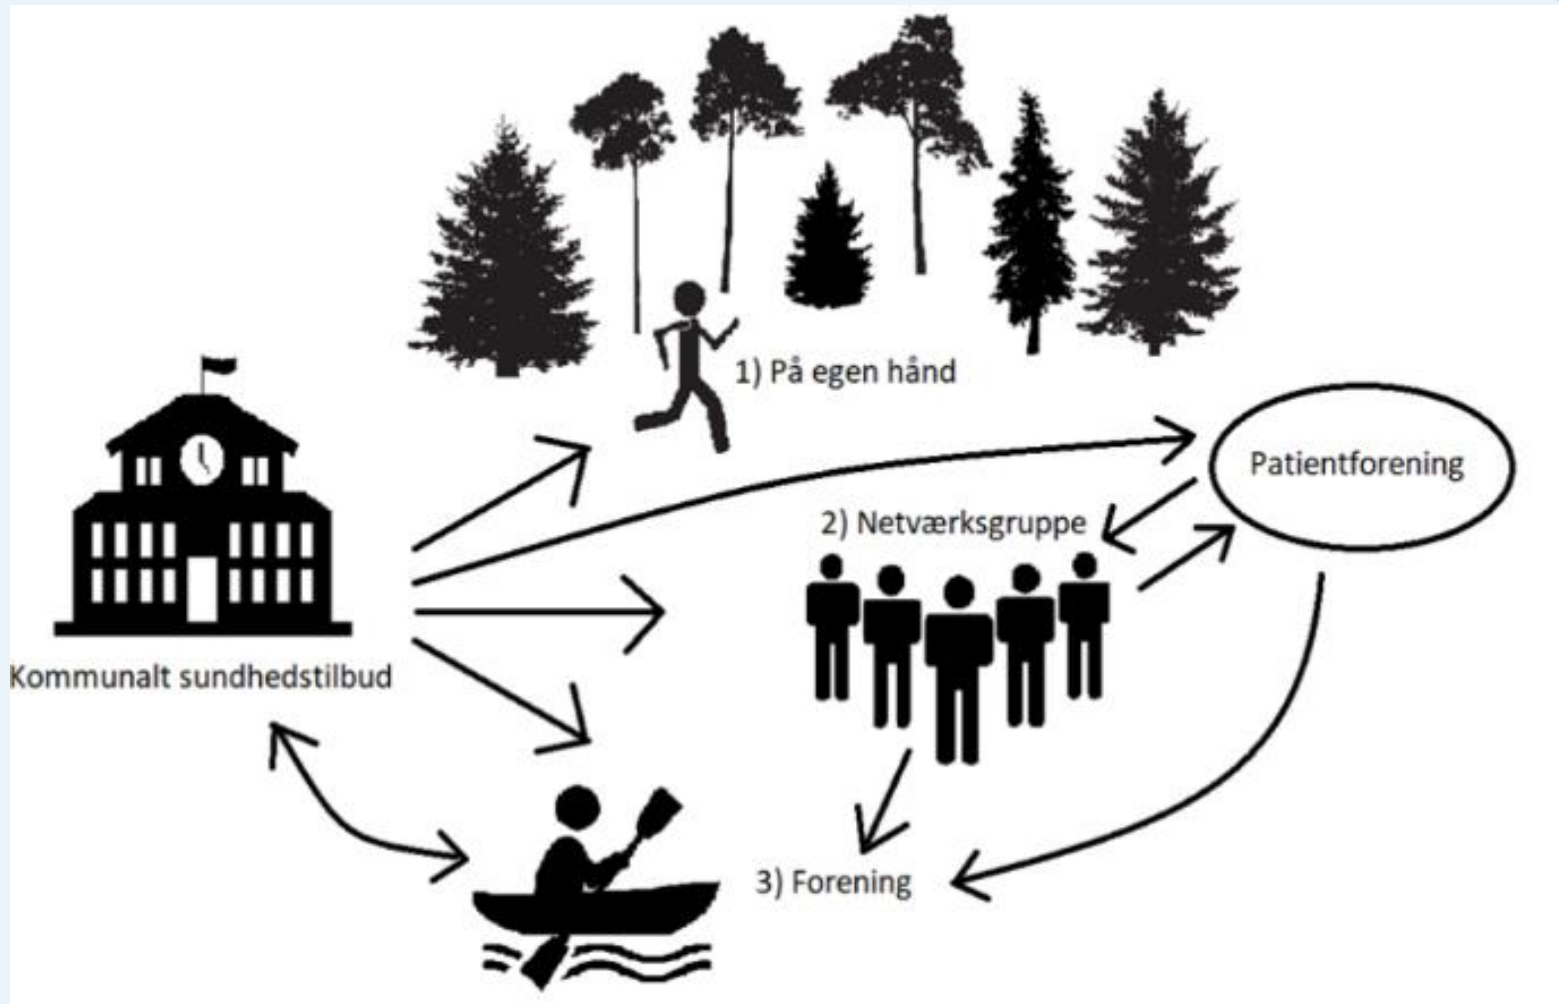 1) På egen hånd
Patientforening
2) Netværksgruppe
Kommunalt sundhedstilbud
3) Forening